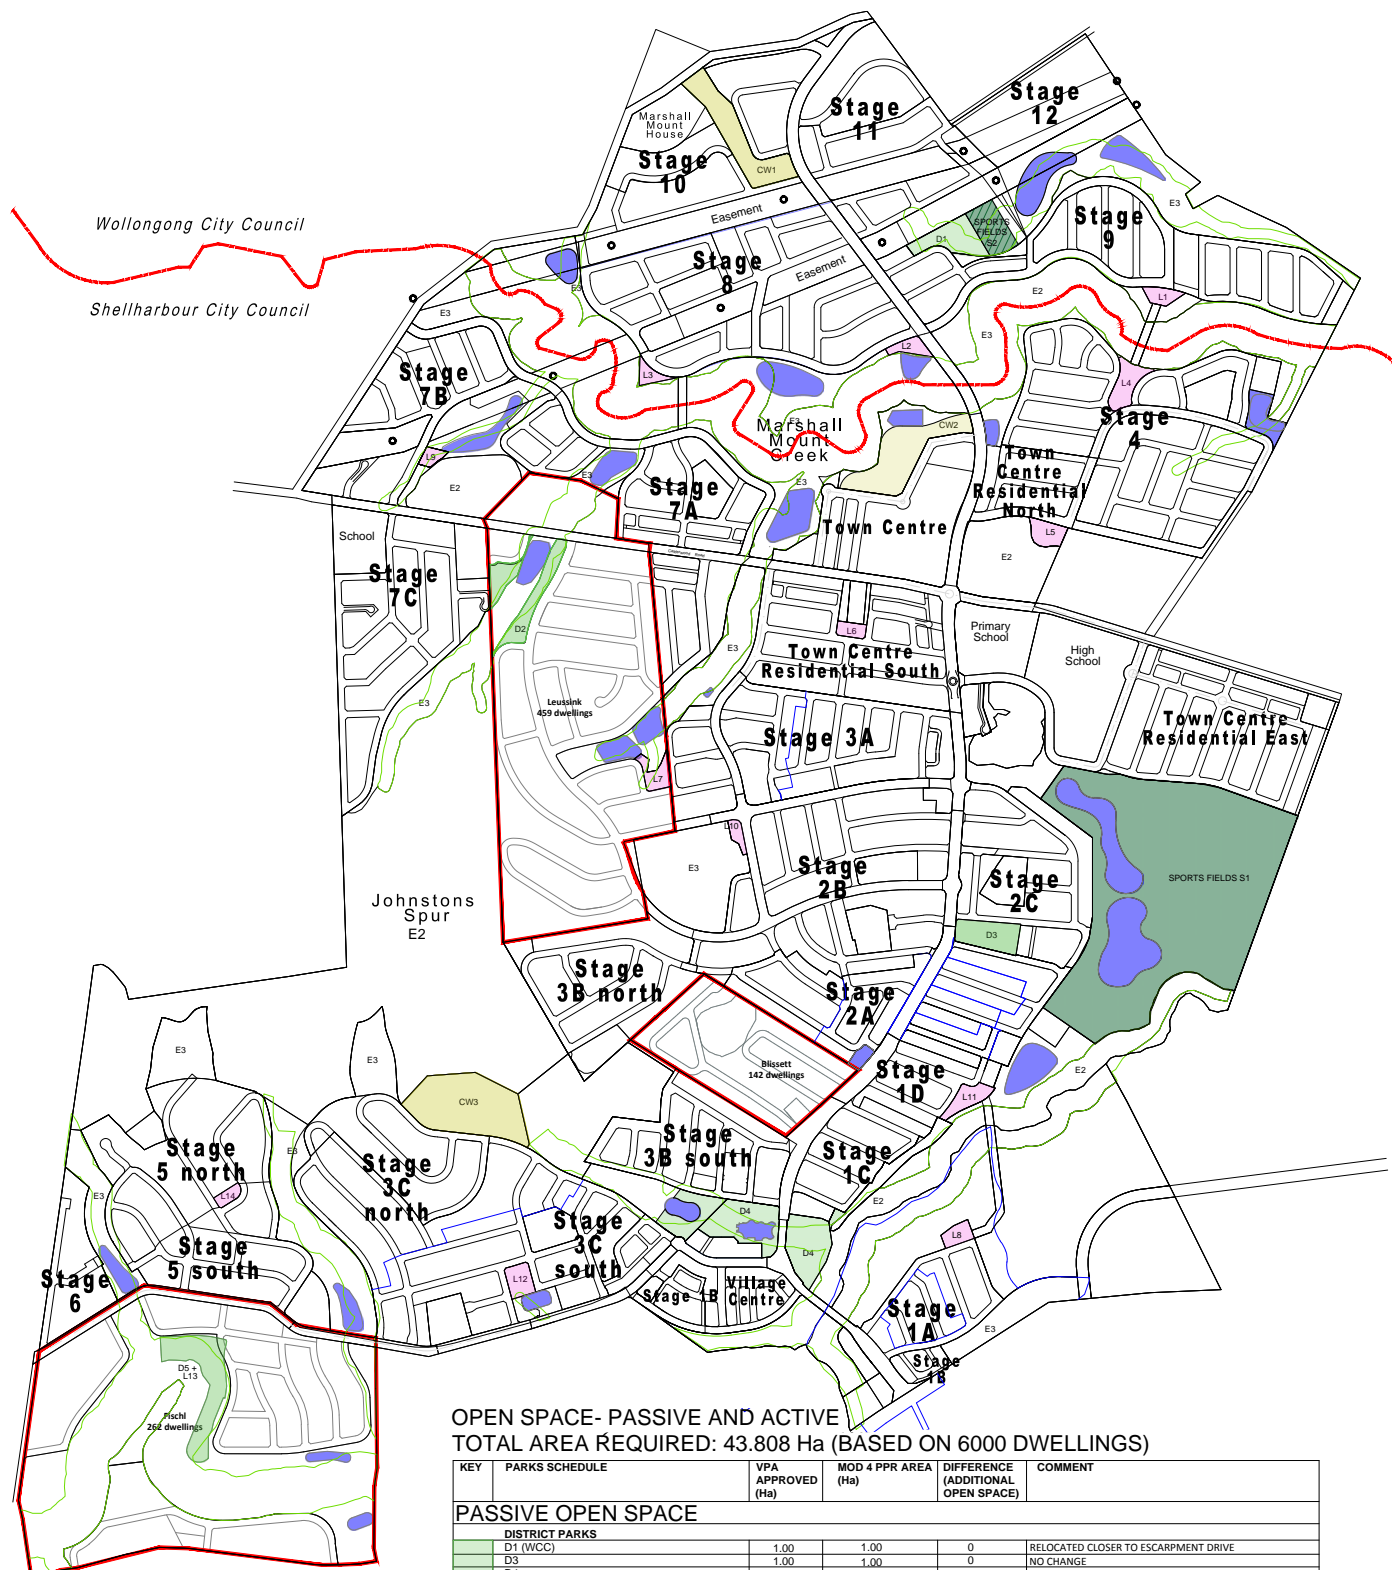 Stage
12
Stage
11
Marshall
Mount
House
Stage
10
CW1
Easement
Wollongong City Council
Shellharbour City Council
E3
SPORTS
FIELDS
S2
D1
Stage
9
Stage
8
Easement
E3
E3
E2
L1
E3
L2
L3
L4
Stage
7B
Stage
4
Marshall
Mount
Creek
E3
CW2
Town
Centre
Residential
North
L9
E2
E3
E3
Stage
7A
Town Centre
L5
E2
School
Stage
7C
D2
L6
Primary
School
High
School
E3
Town Centre
Residential South
E3
Leussink
459 dwellings
Stage 3A
Town Centre
Residential East
L7
L10
E3
Stage
2B
Stage
2C
SPORTS FIELDS S1
Johnstons
Spur
E2
D3
Stage
3B north
Stage
2A
E3
E3
Blissett
142 dwellings
Stage
1D
E2
CW3
L11
Stage
5 north
E3
Stage
3C
north
Stage
3B south
Stage
1C
E3
L14
E2
D4
D4
L8
Stage
5 south
Stage
3C
south
Stage
6
L12
Stage 1B
Village
Centre
Stage
1A
E3
Stage
1B
D5 +
L13
Fischl
262 dwellings
OPEN SPACE- PASSIVE AND ACTIVE
TOTAL AREA REQUIRED: 43.808 Ha (BASED ON 6000 DWELLINGS)
KEY PARKS SCHEDULE VPA APPROVED (Ha) MOD 4 PPR AREA (Ha) DIFFERENCE (ADDITIONAL OPEN SPACE) COMMENT
PASSIVE OPEN SPACE
DISTRICT PARKS
D1 (WCC) 1.00 1.00 0 RELOCATED CLOSER TO ESCARPMENT DRIVE
D3 1.00 1.00 0 NO CHANGE